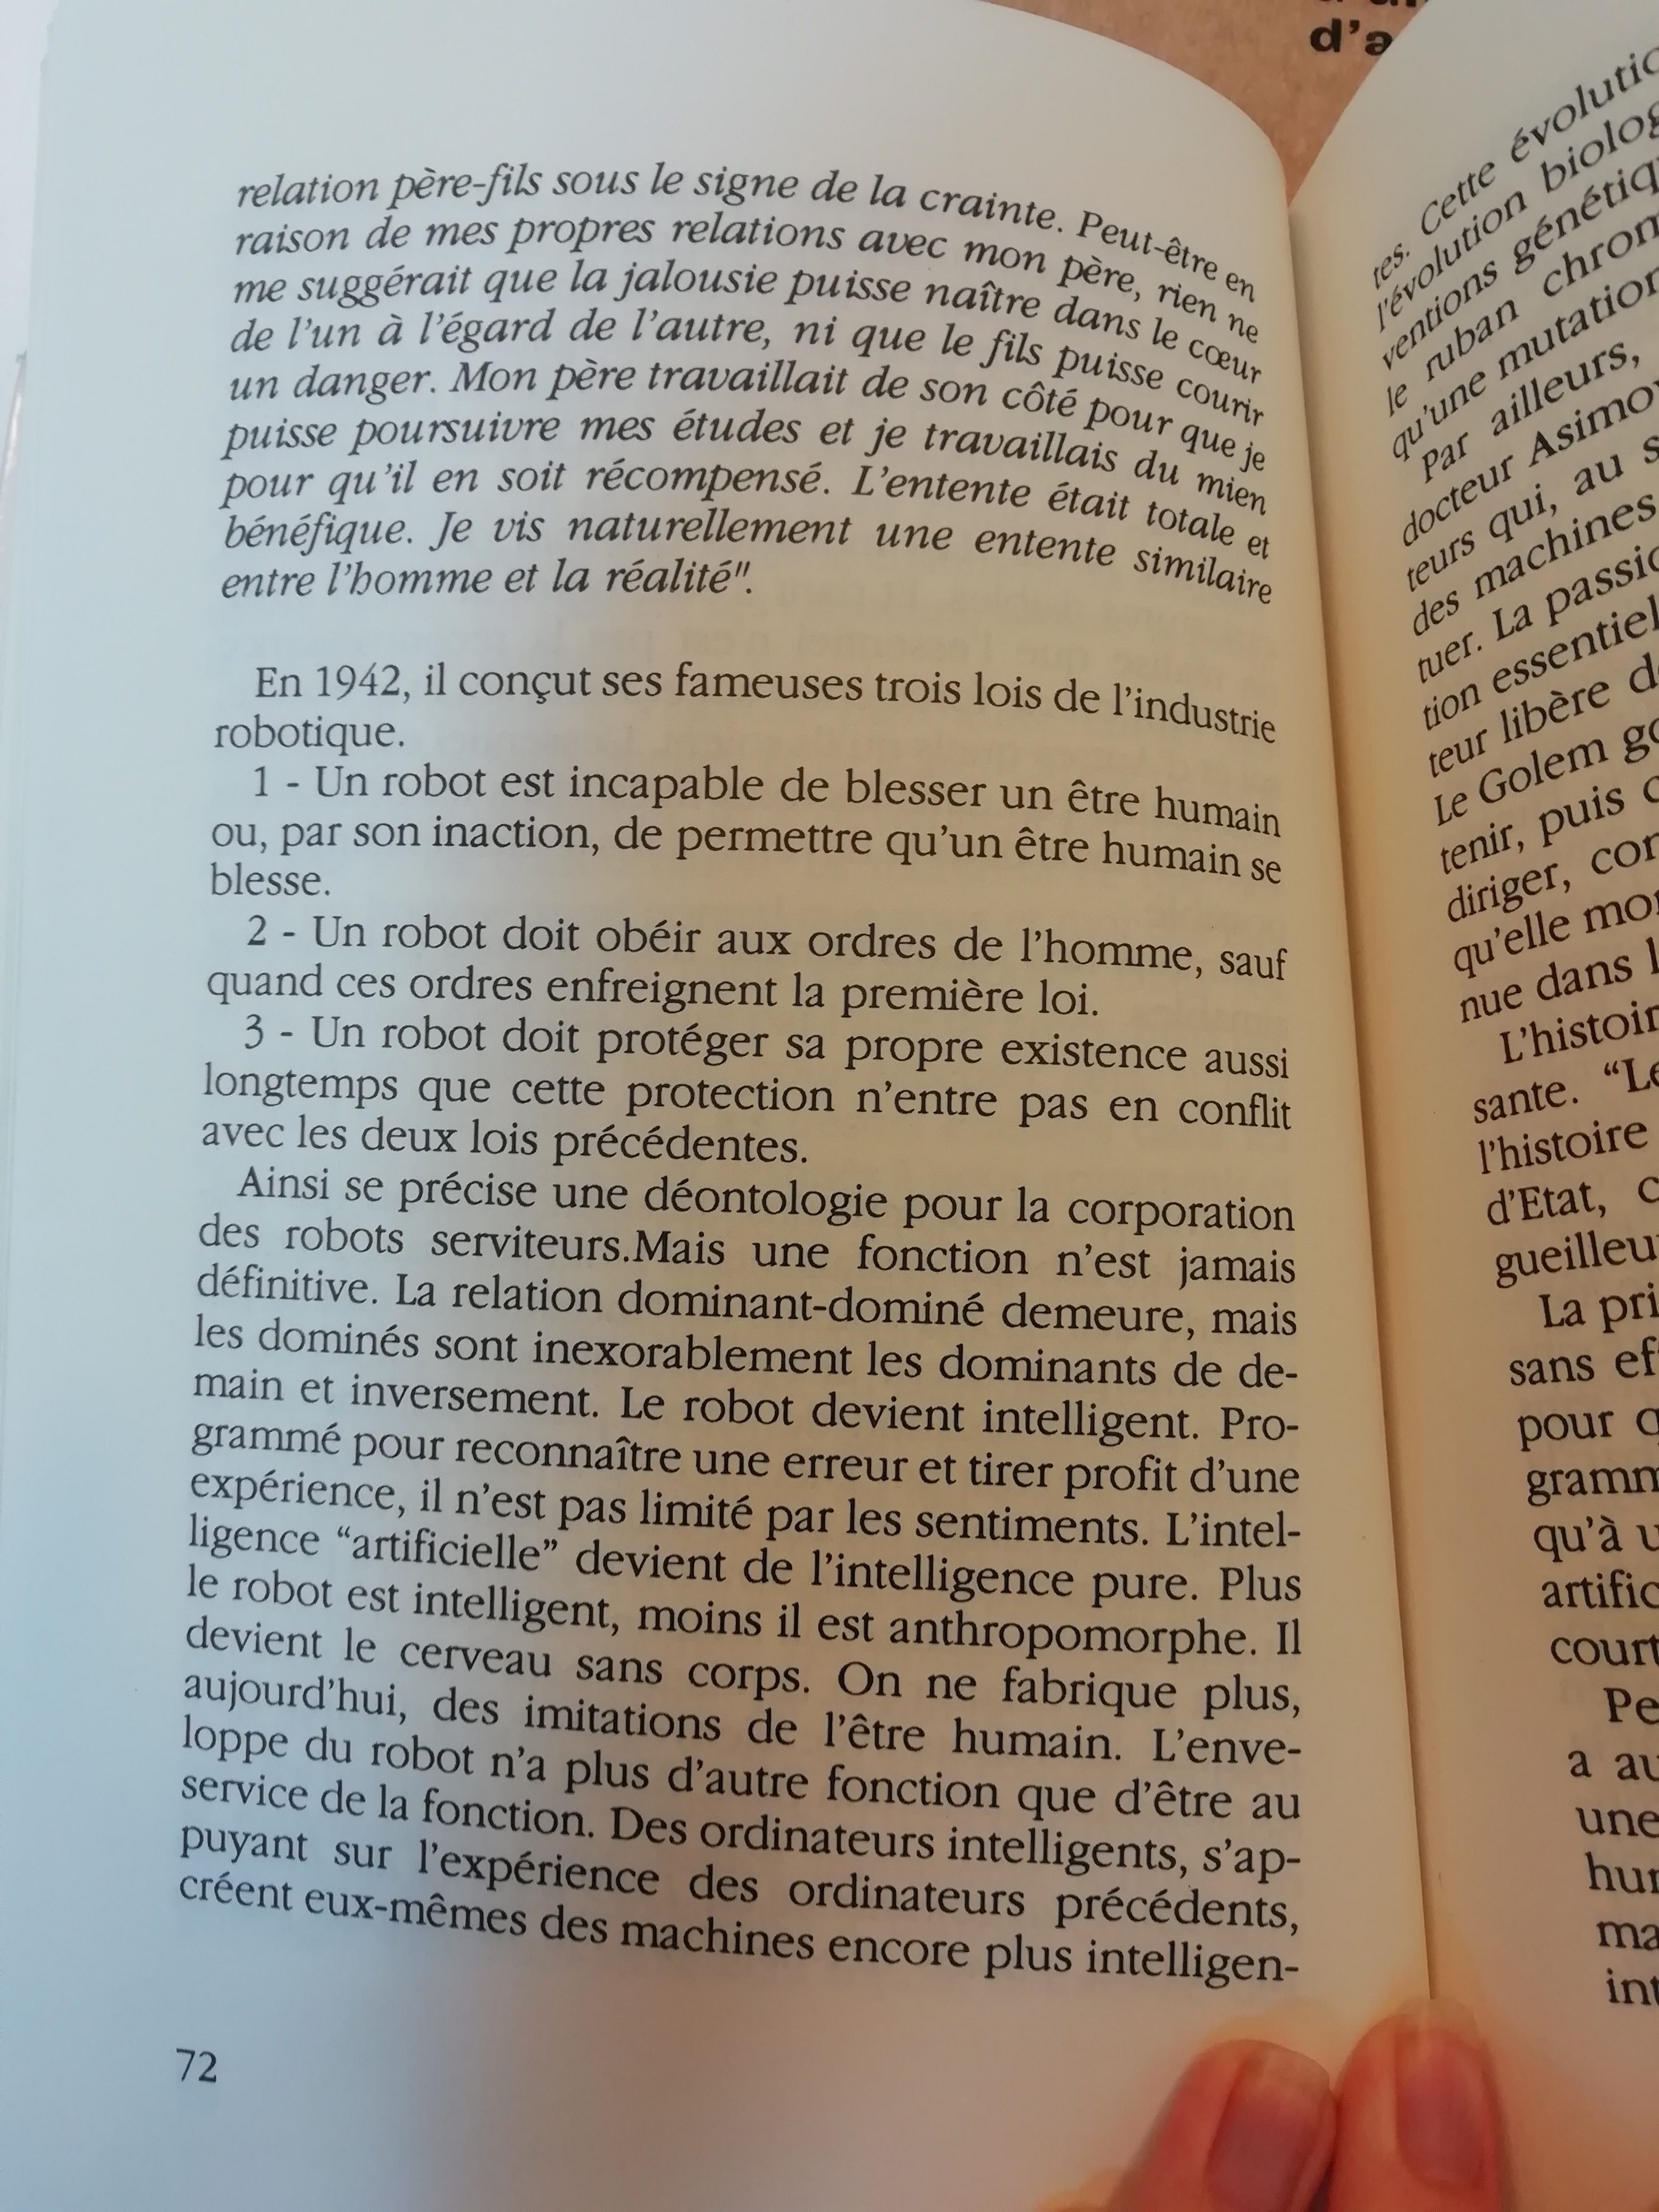 d'a
relation père-fils sous le signe de la crainte. Peut-être en
raison de mes propres relations avec mon père, rien ne
me suggérait que la jalousie puisse naître dans le cœur
de l'un à l'égard de l'autre, ni que le fils puisse courir
un danger. Mon père travaillait de son côté pour que je
puisse poursuivre mes études et je travaillais du mien
pour qu'il en soit récompensé. L'entente était totale et
bénéfique. Je vis naturellement une entente similaire
entre l'homme et la réalité".
En 1942, il conçut ses fameuses trois lois de l'industrie
robotique.
1 - Un robot est incapable de blesser un être humain
ou, par son inaction, de permettre qu'un être humain se
blesse.
2 - Un robot doit obéir aux ordres de l'homme, sauf
quand ces ordres enfreignent la première loi.
3 - Un robot doit protéger sa propre existence aussi
longtemps que cette protection n'entre pas en conflit
avec les deux lois précédentes.
Ainsi se précise une déontologie pour la corporation
des robots serviteurs.Mais une fonction n'est jamais
définitive. La relation dominant-dominé demeure, mais
les dominés sont inexorablement les dominants de de-
main et inversement. Le robot devient intelligent. Pro-
grammé pour reconnaître une erreur et tirer profit d'une
expérience, il n'est pas limité par les sentiments. L'intel-
ligence “artificielle” devient de l'intelligence pure. Plus
le robot est intelligent, moins il est anthropomorphe. Il
devient le cerveau sans corps. On ne fabrique plus,
aujourd'hui, des imitations de l'être humain. L'enve-
loppe du robot n'a plus d'autre fonction que d'être au
service de la fonction. Des ordinateurs intelligents, s'ap-
puyant sur l'expérience des ordinateurs précédents,
créent eux-mêmes des machines encore plus intelligen-
72
tes. Cette évolutio
l'évolution biolog
ventions génétiq
le ruban chrom
qu'une mutation
Par ailleurs,
docteur Asimov
teurs qui, au s
des machines
tuer. La passio
tion essentiel
teur libère d
Le Golem go
tenir, puis c
diriger, con
qu'elle mon
nue dans l
L'histoir
sante. “Le
l'histoire
d'Etat, c
gueilleu
La pri
sans ef
pour q
gramm
qu'à u
artific
court
Pe
a au
une
hum
ma
int